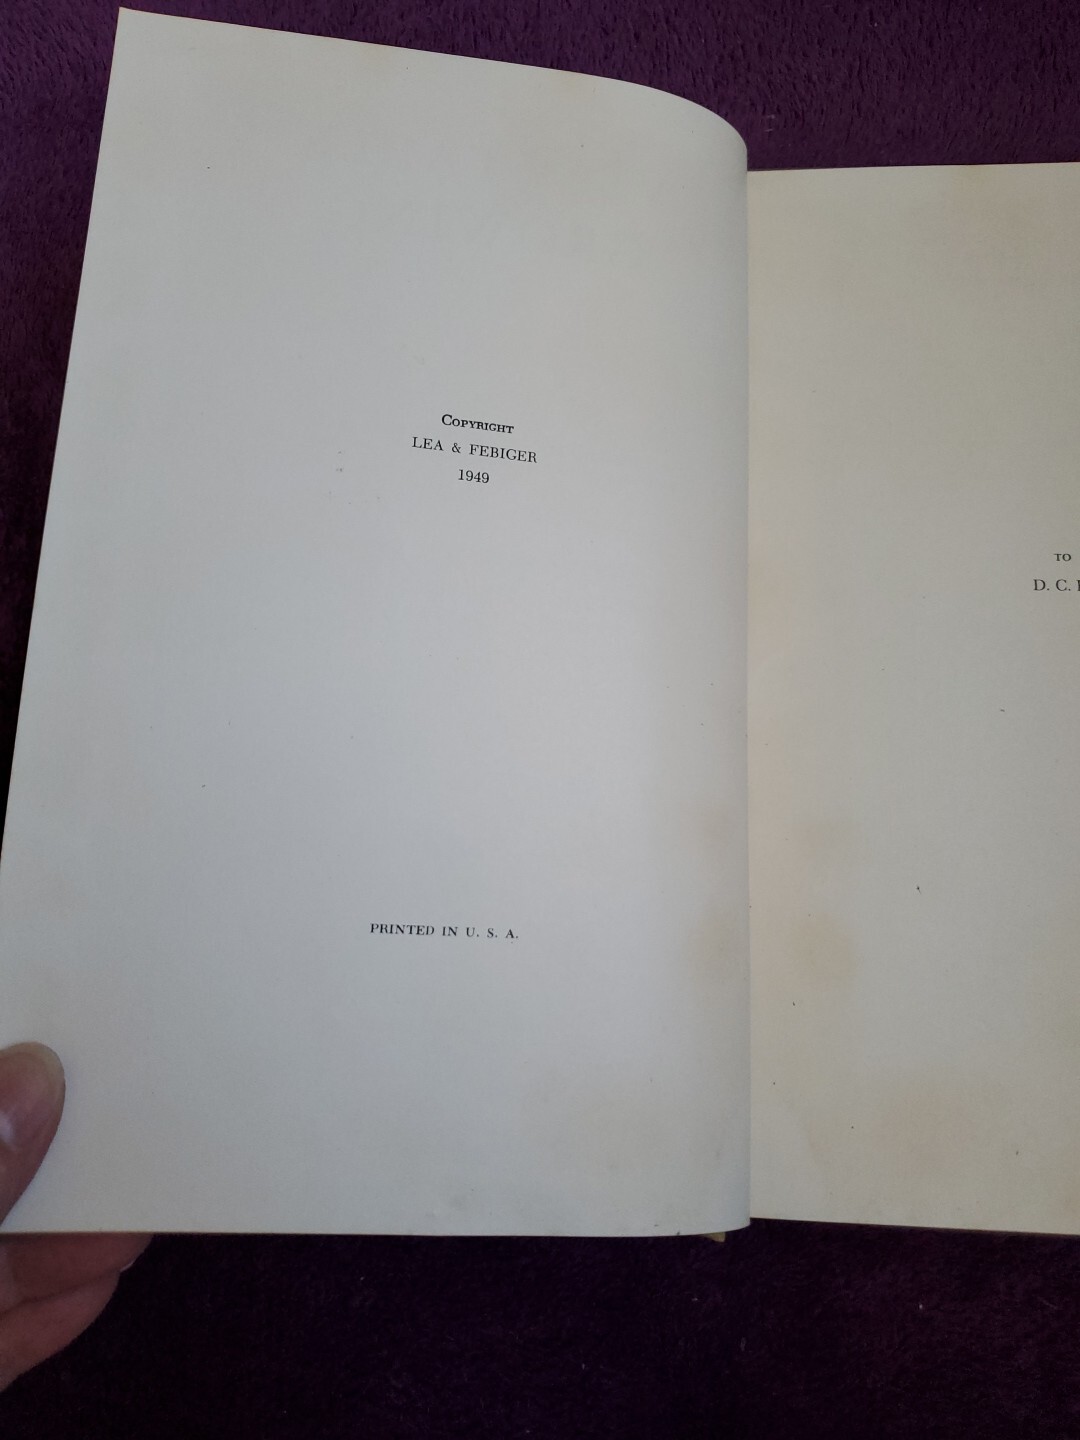 COPYRIGHT
LEA & FEBIGER
1949
PRINTED IN U. S. A.
TO
D. C.